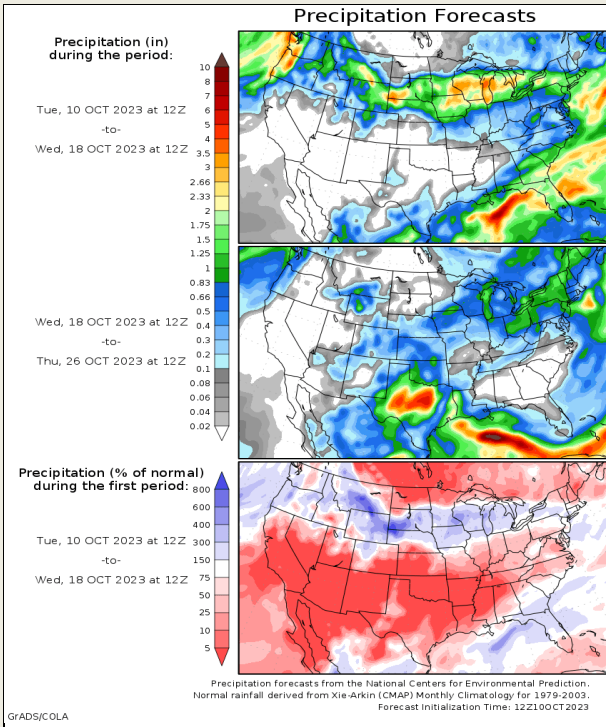 Precipitation Forecasts
Precipitation (in)
during the period:
Tue, 10 OCT 2023 at 12Z
-to-
Wed, 18 OCT 2023 at 12Z
10
8
7
6
5
4
3.5
3
2.66
2.33
2
1.75
1.5
1.25
1
0.83
0.66
0.5
0.4
0.3
0.2
0.1
0.08
0.06
0.04
0.02
Wed, 18 OCT 2023 at 12Z
-to-
Thu, 26 OCT 2023 at 12Z
Precipitation (% of normal)
during the first period:
Tue, 10 OCT 2023 at 12Z
-to-
Wed, 18 OCT 2023 at 12Z
800
600
400
300
150
75
50
25
10
5
Precipitation forecasts from the National Centers for Environmental Prediction.
Normal rainfall derived from Xie-Arkin (CMAP) Monthly Climatology for 1979-2003.
Forecast Initialization Time: 12Z10OCT2023
GrADS/COLA